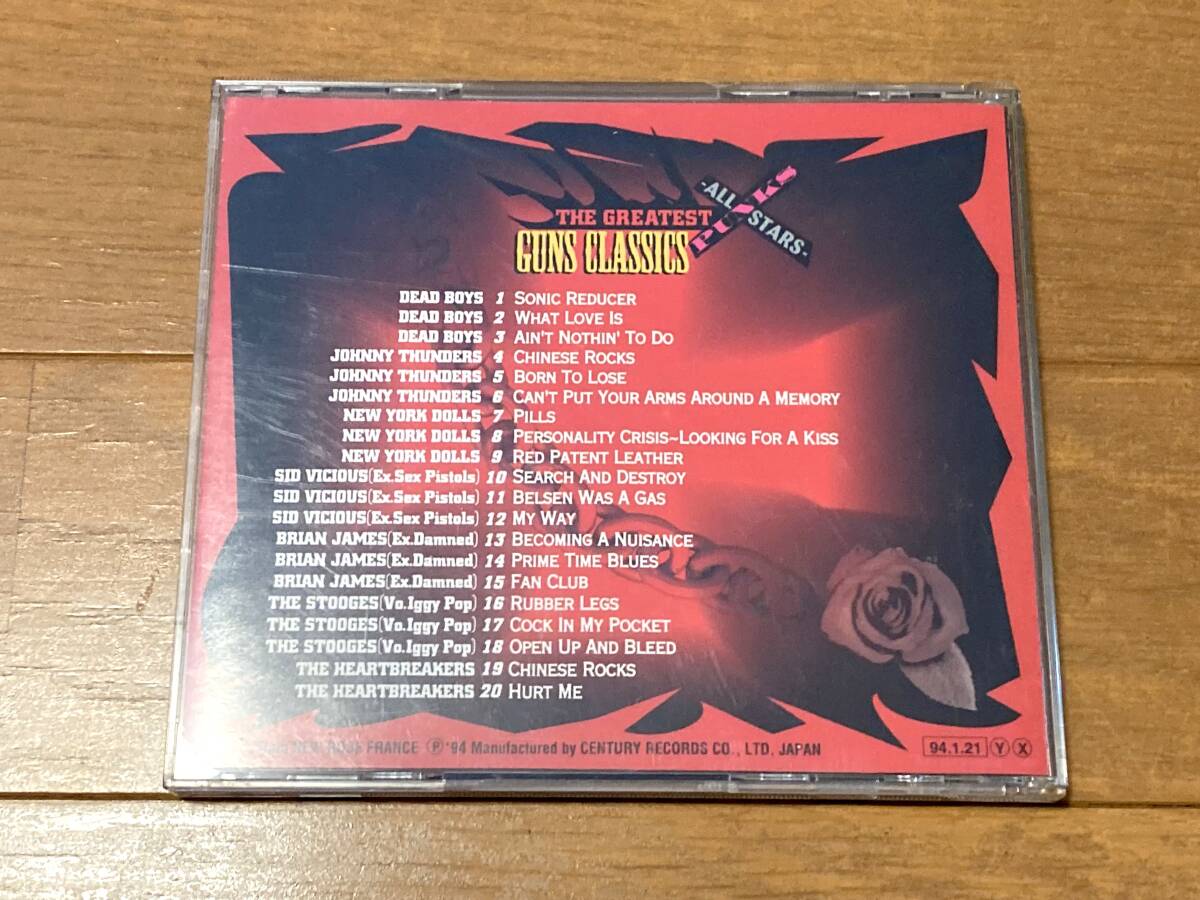 THE GREATEST
GUNS CLASSICS
-ALL STARS-
PUNKS
DEAD BOYS 1 SONIC REDUCER
DEAD BOYS 2 WHAT LOVE IS
DEAD BOYS 3 AIN'T NOTHIN' TO DO
JOHNNY THUNDERS 4 CHINESE ROCKS
JOHNNY THUNDERS 5 BORN TO LOSE
JOHNNY THUNDERS 6 CAN'T PUT YOUR ARMS AROUND A MEMORY
NEW YORK DOLLS 7 PILLS
NEW YORK DOLLS 8 PERSONALITY CRISIS~LOOKING FOR A KISS
NEW YORK DOLLS 9 RED PATENT LEATHER
SID VICIOUS(Ex.Sex Pistols) 10 SEARCH AND DESTROY
SID VICIOUS(Ex.Sex Pistols) 11 BELSEN WAS A GAS
SID VICIOUS(Ex.Sex Pistols) 12 MY WAY
BRIAN JAMES(Ex.Damned) 13 BECOMING A NUISANCE
BRIAN JAMES(Ex.Damned) 14 PRIME TIME BLUES
BRIAN JAMES(Ex.Damned) 15 FAN CLUB
THE STOOGES(Vo.Iggy Pop) 16 RUBBER LEGS
THE STOOGES(Vo.Iggy Pop) 17 COCK IN MY POCKET
THE STOOGES(Vo.Iggy Pop) 18 OPEN UP AND BLEED
THE HEARTBREAKERS 19 CHINESE ROCKS
THE HEARTBREAKERS 20 HURT ME
NEW ROSE FRANCE Ⓟ '94 Manufactured by CENTURY RECORDS CO., LTD. JAPAN
94.1.21 Ⓨ Ⓧ